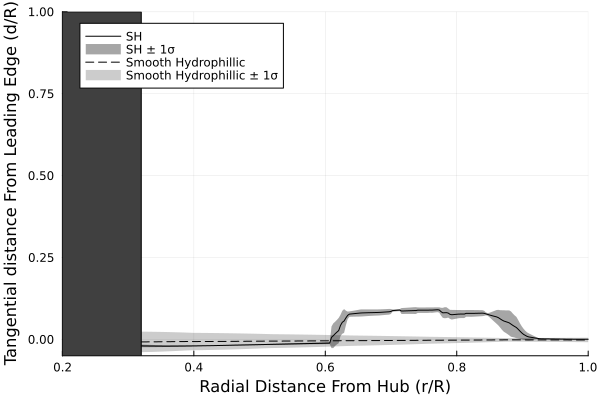 1.00
0.75
0.50
0.25
0.00
Tangential distance From Leading Edge (d/R)
SH
SH ± 1σ
Smooth Hydrophillic
Smooth Hydrophillic ± 1σ
0.2 0.4 0.6 0.8 1.0
Radial Distance From Hub (r/R)